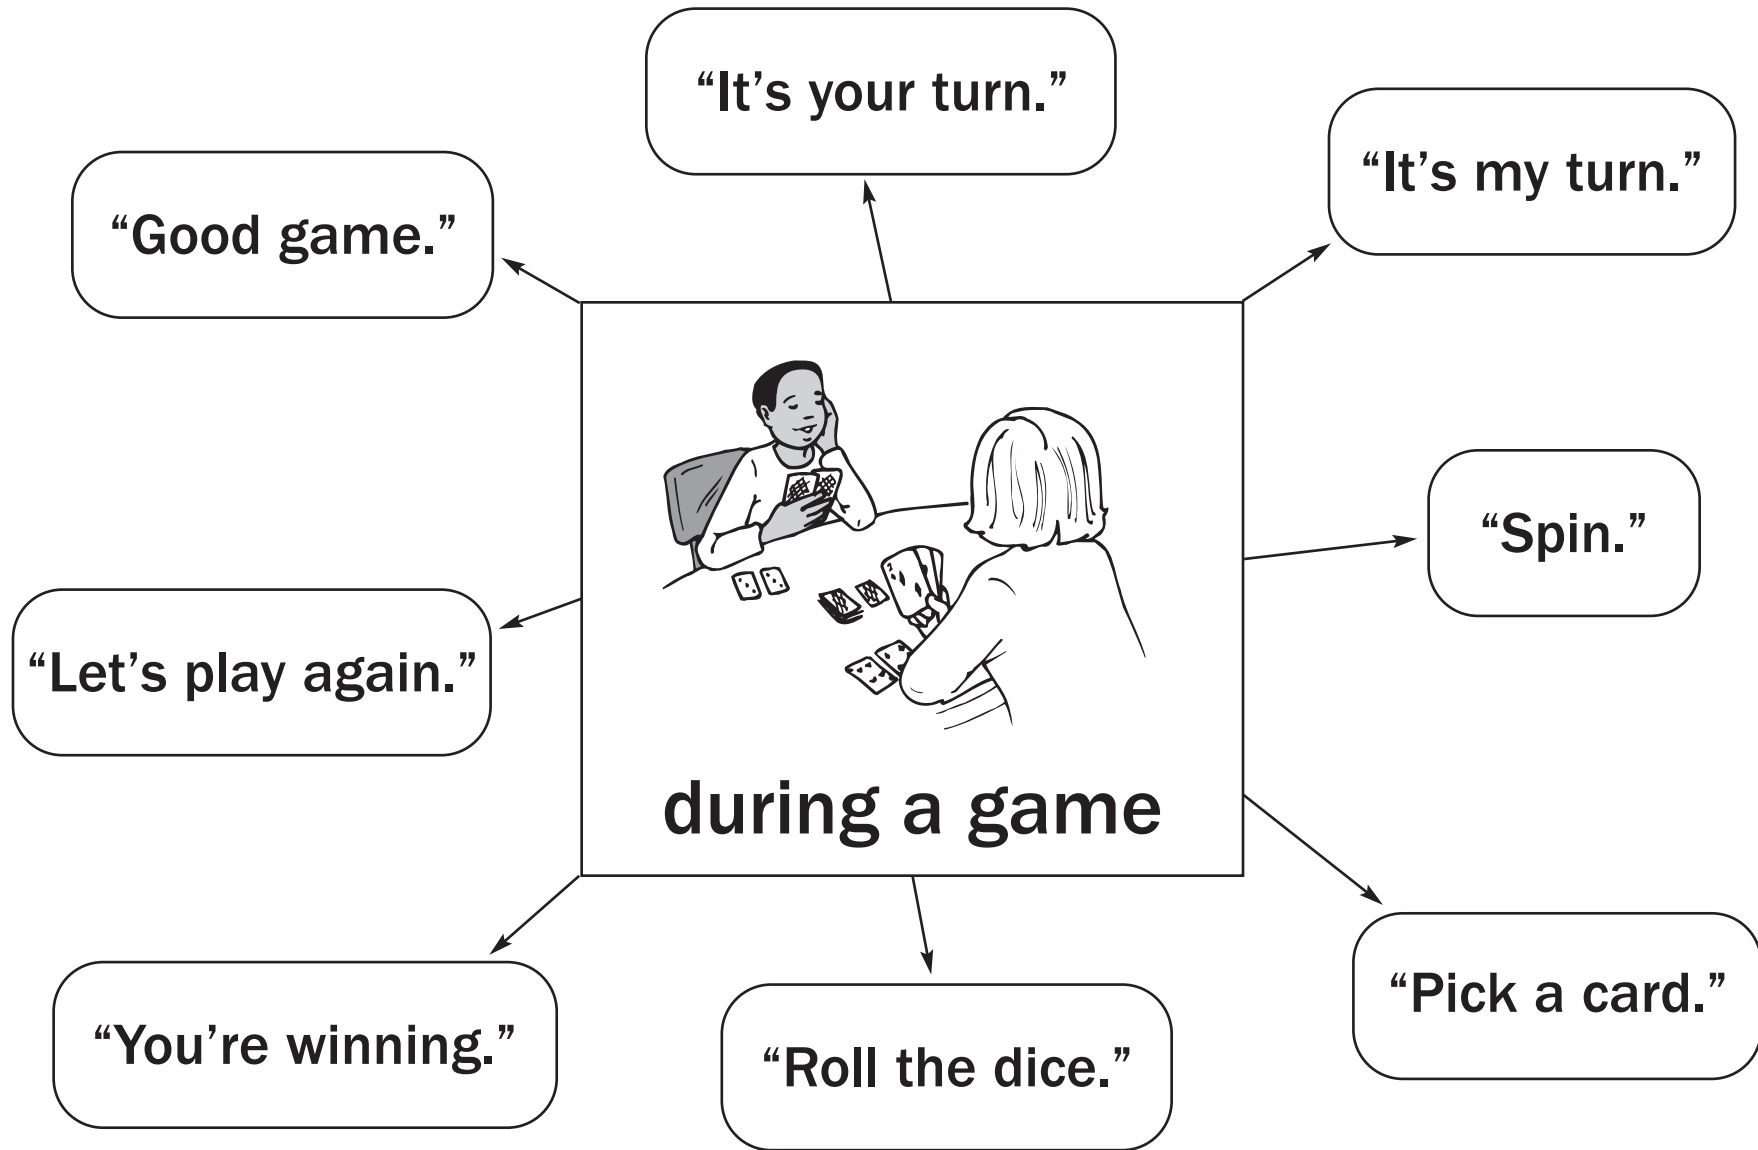 “It’s your turn.”
“It’s my turn.”
“Good game.”
“Spin.”
“Let’s play again.”
during a game
“Pick a card.”
“You’re winning.”
“Roll the dice.”